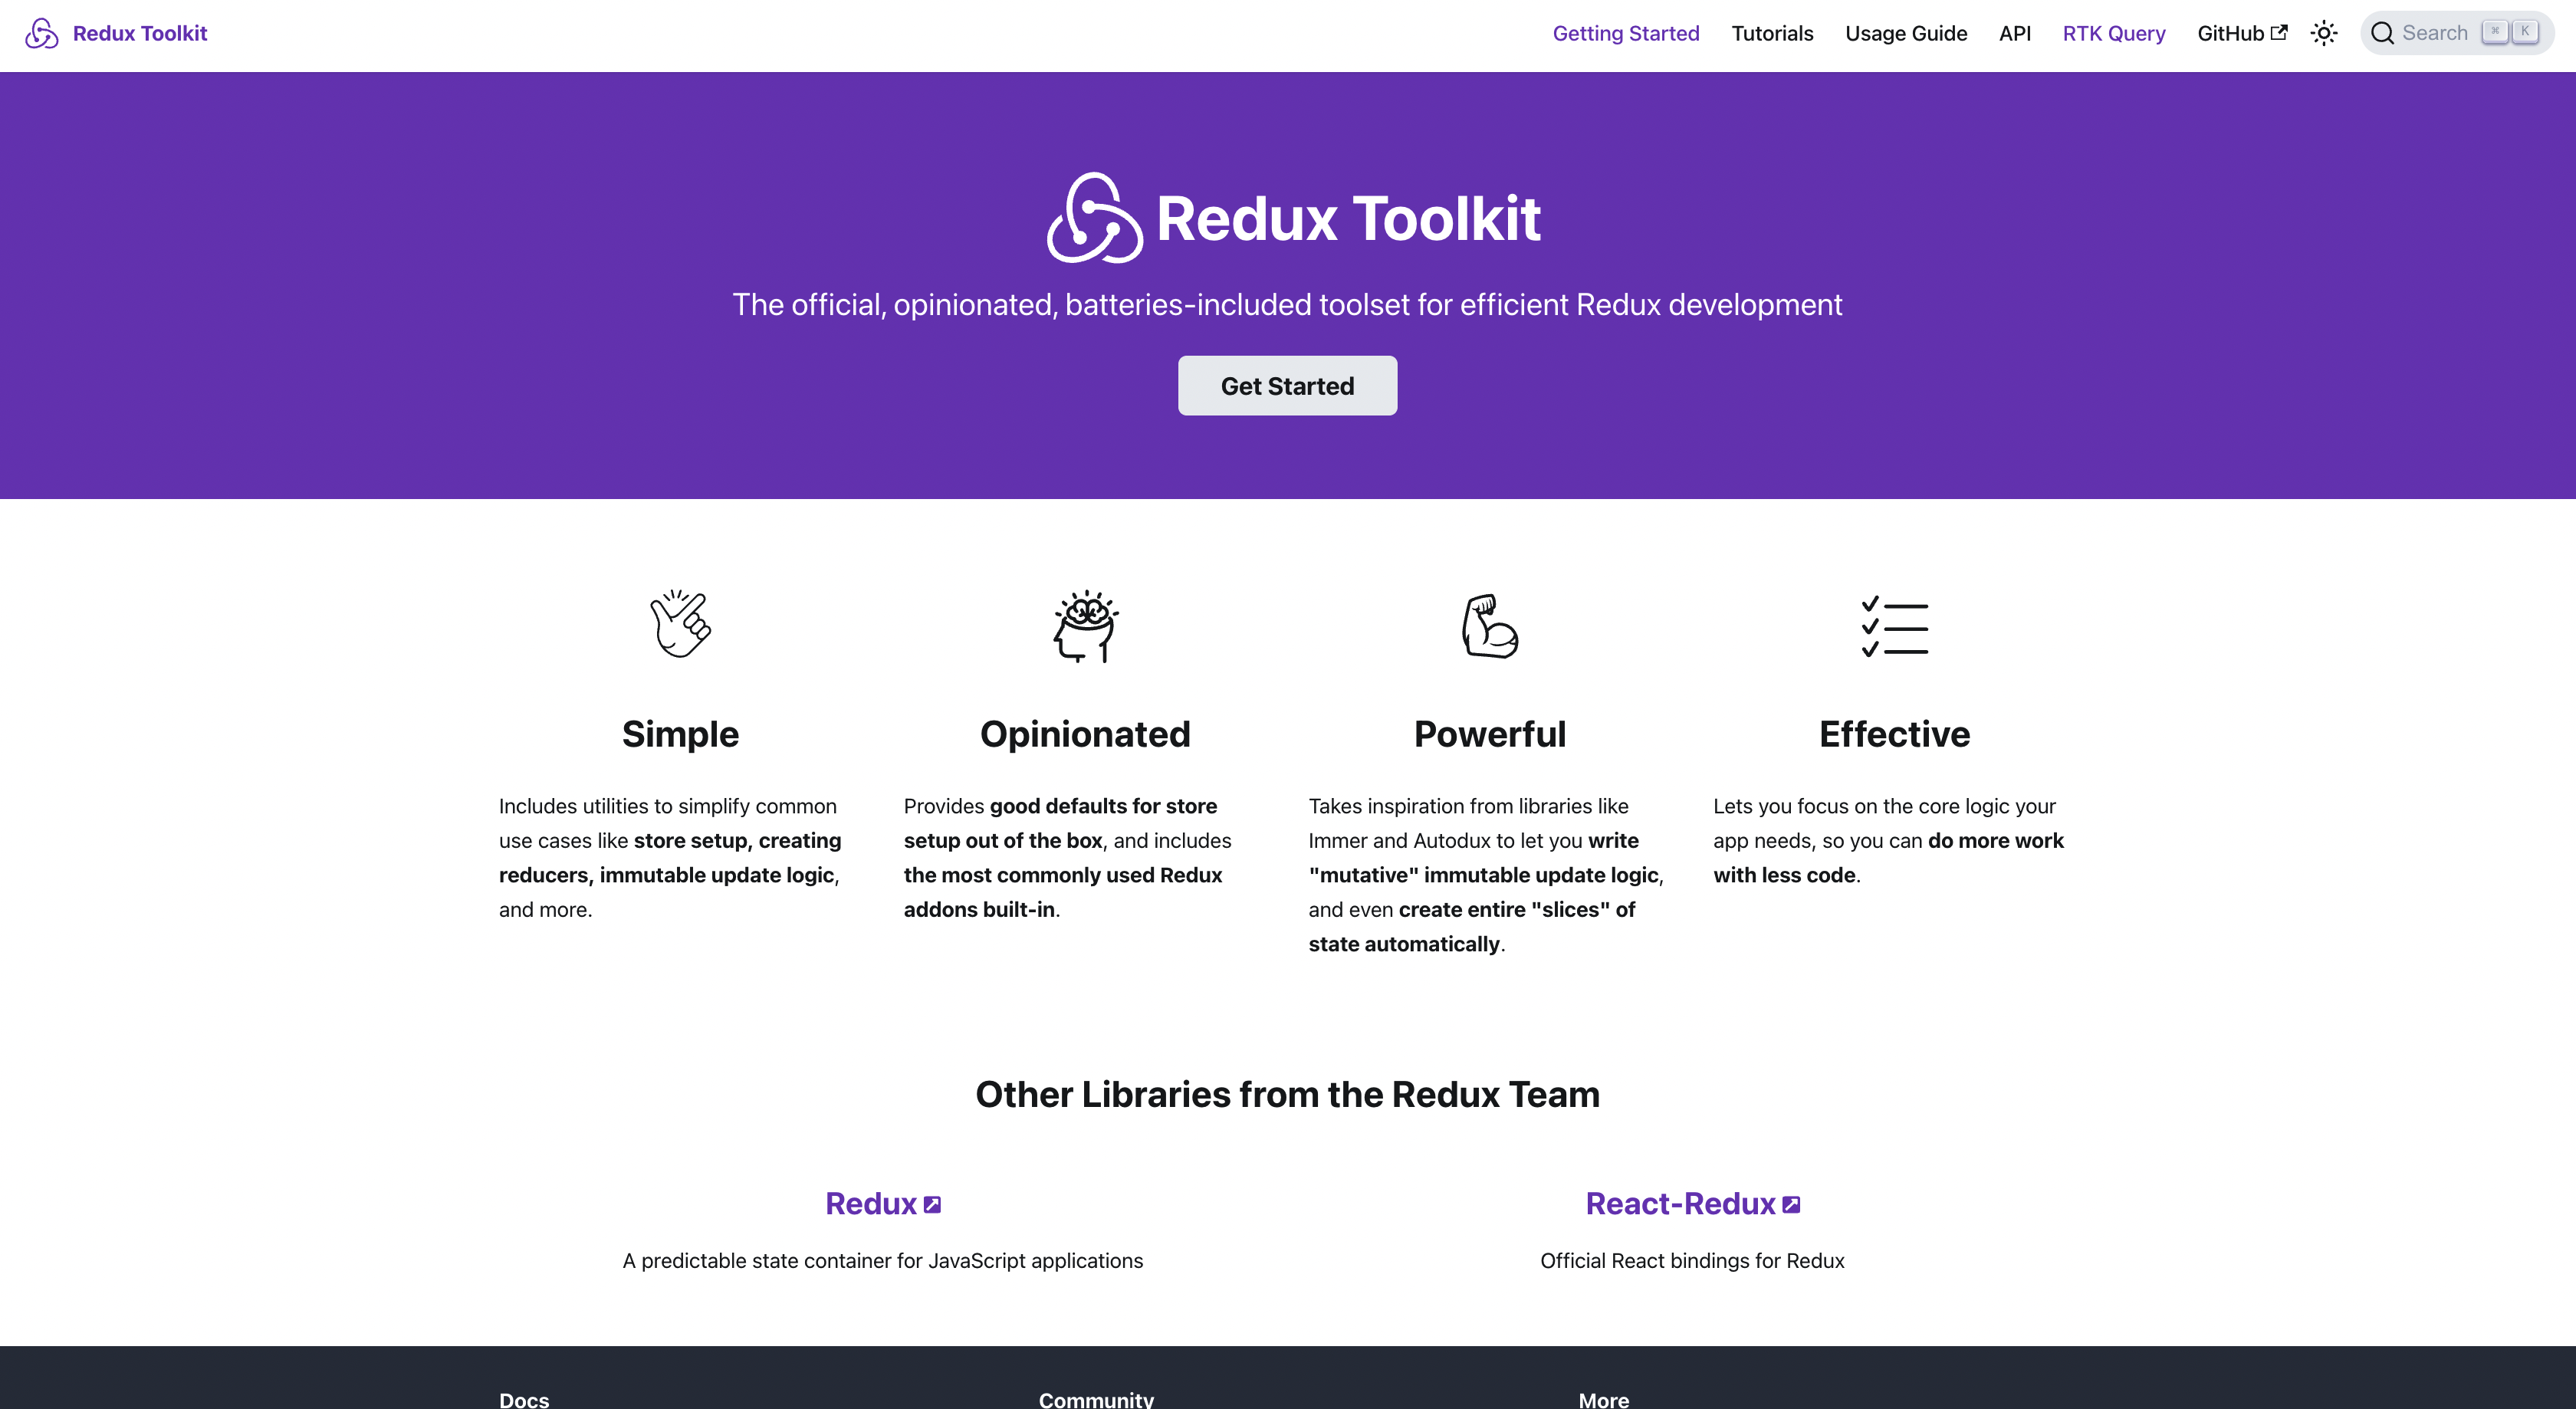 Redux Toolkit
Getting Started
Tutorials
Usage Guide
API
RTK Query
GitHub
Search
⌘
K
Redux Toolkit
The official, opinionated, batteries-included toolset for efficient Redux development
Get Started
Simple
Includes utilities to simplify common
use cases like store setup, creating
reducers, immutable update logic,
and more.
Opinionated
Provides good defaults for store
setup out of the box, and includes
the most commonly used Redux
addons built-in.
Powerful
Takes inspiration from libraries like
Immer and Autodux to let you write
"mutative" immutable update logic,
and even create entire "slices" of
state automatically.
Effective
Lets you focus on the core logic your
app needs, so you can do more work
with less code.
Other Libraries from the Redux Team
Redux
A predictable state container for JavaScript applications
React-Redux
Official React bindings for Redux
Docs
Community
More